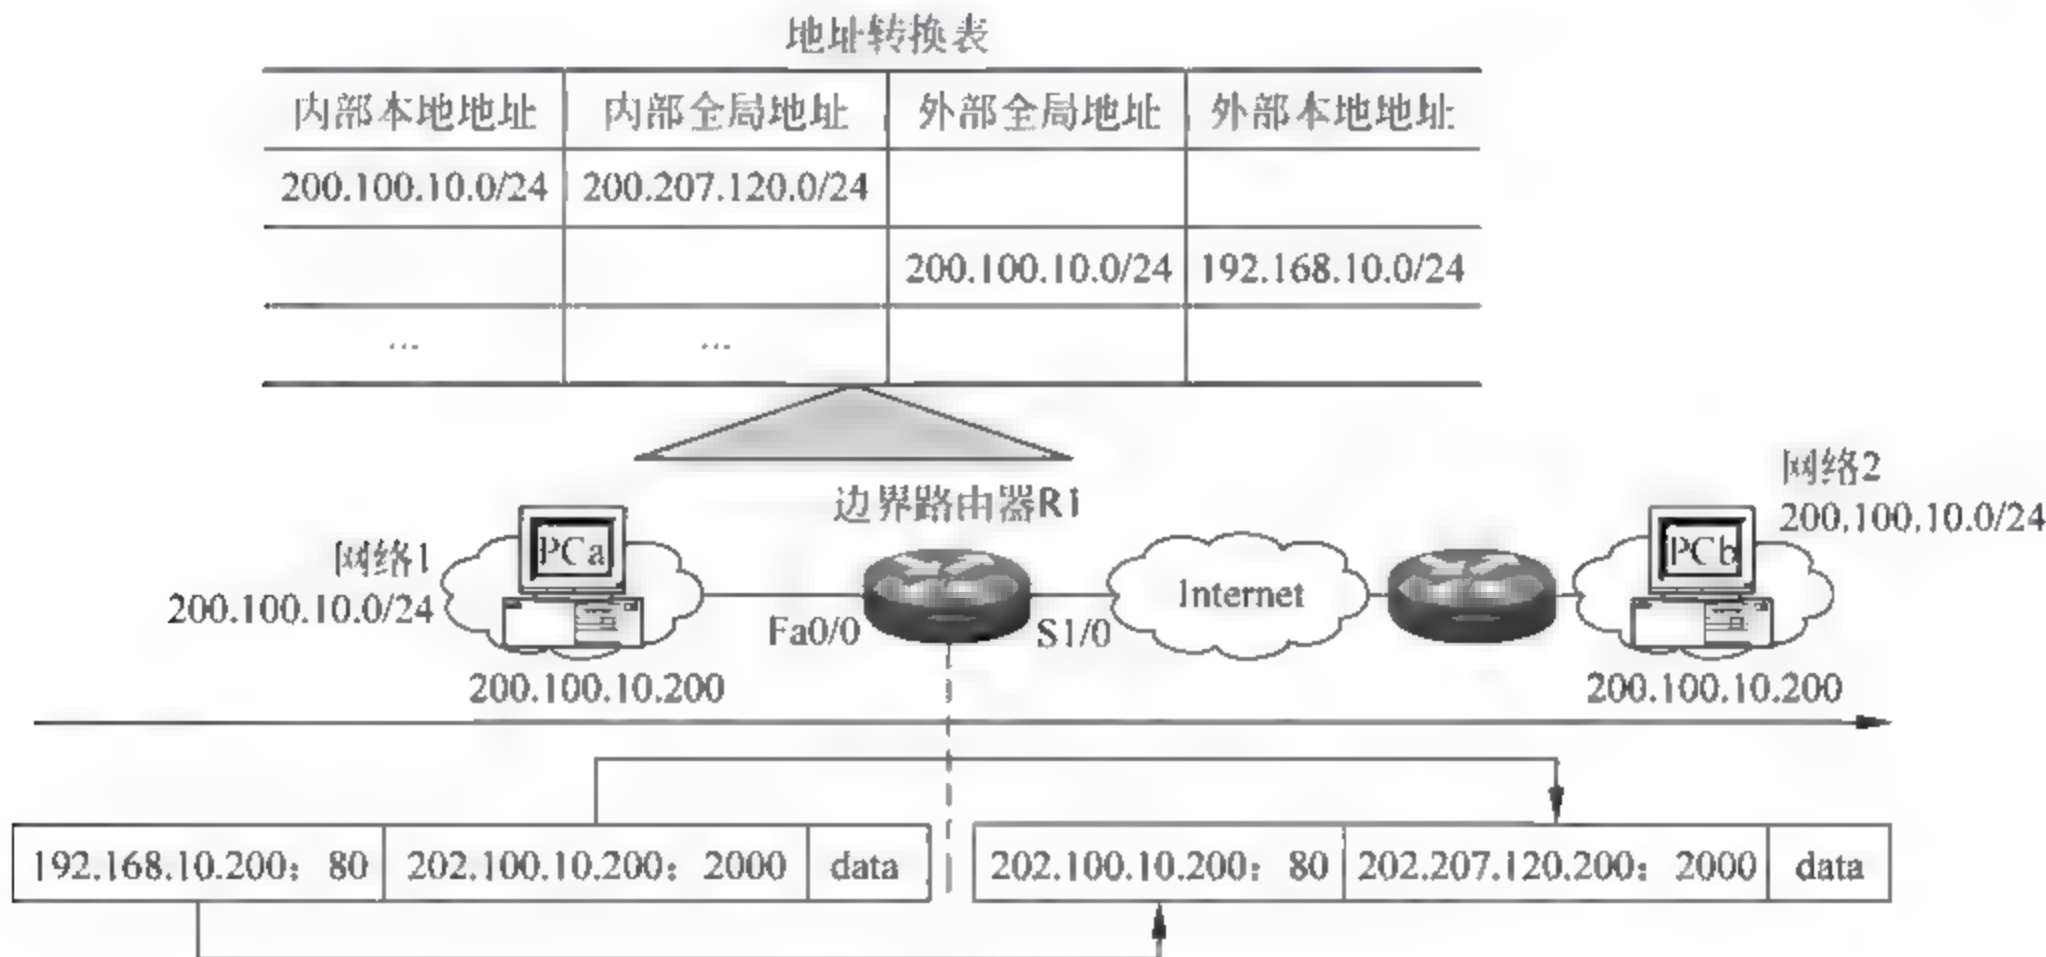 地址转换表
内部本地地址 内部全局地址 外部全局地址 外部本地地址
200.100.10.0/24 200.207.120.0/24
200.100.10.0/24 192.168.10.0/24
... ...
边界路由器R1
网络2
200.100.10.0/24
网络1
200.100.10.0/24
PCa
PCb
Internet
Fa0/0
S1/0
200.100.10.200
200.100.10.200
192.168.10.200：80 202.100.10.200：2000 data
202.100.10.200：80 202.207.120.200：2000 data